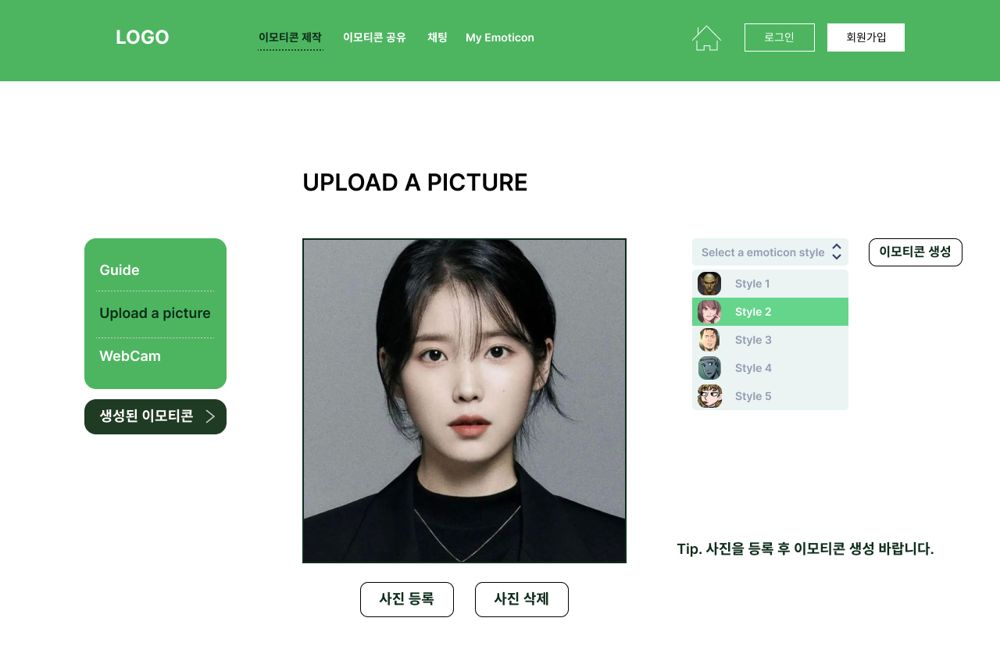 LOGO
이모티콘 제작
이모티콘 공유
채팅
My Emoticon
로그인
회원가입
UPLOAD A PICTURE
Guide
Upload a picture
WebCam
생성된 이모티콘
Select a emoticon style
이모티콘 생성
Style 1
Style 2
Style 3
Style 4
Style 5
Tip. 사진을 등록 후 이모티콘 생성 바랍니다.
사진 등록
사진 삭제